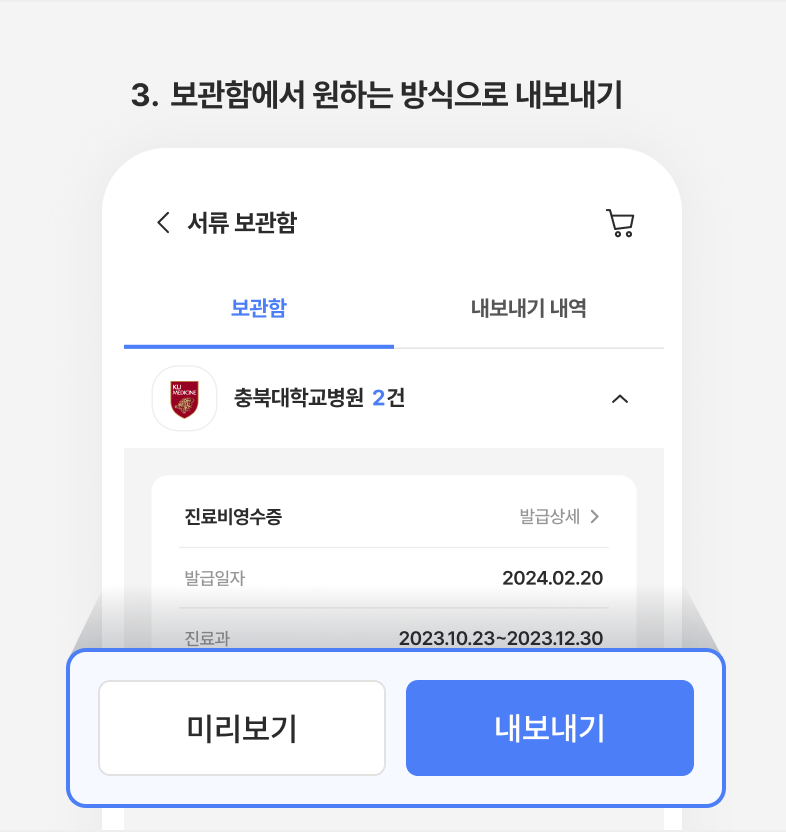 3. 보관함에서 원하는 방식으로 내보내기
서류 보관함
보관함 내보내기 내역
KU
MEDICINE
충북대학교병원 2건
진료비영수증 발급상세
발급일자 2024.02.20
진료과 2023.10.23~2023.12.30
미리보기 내보내기